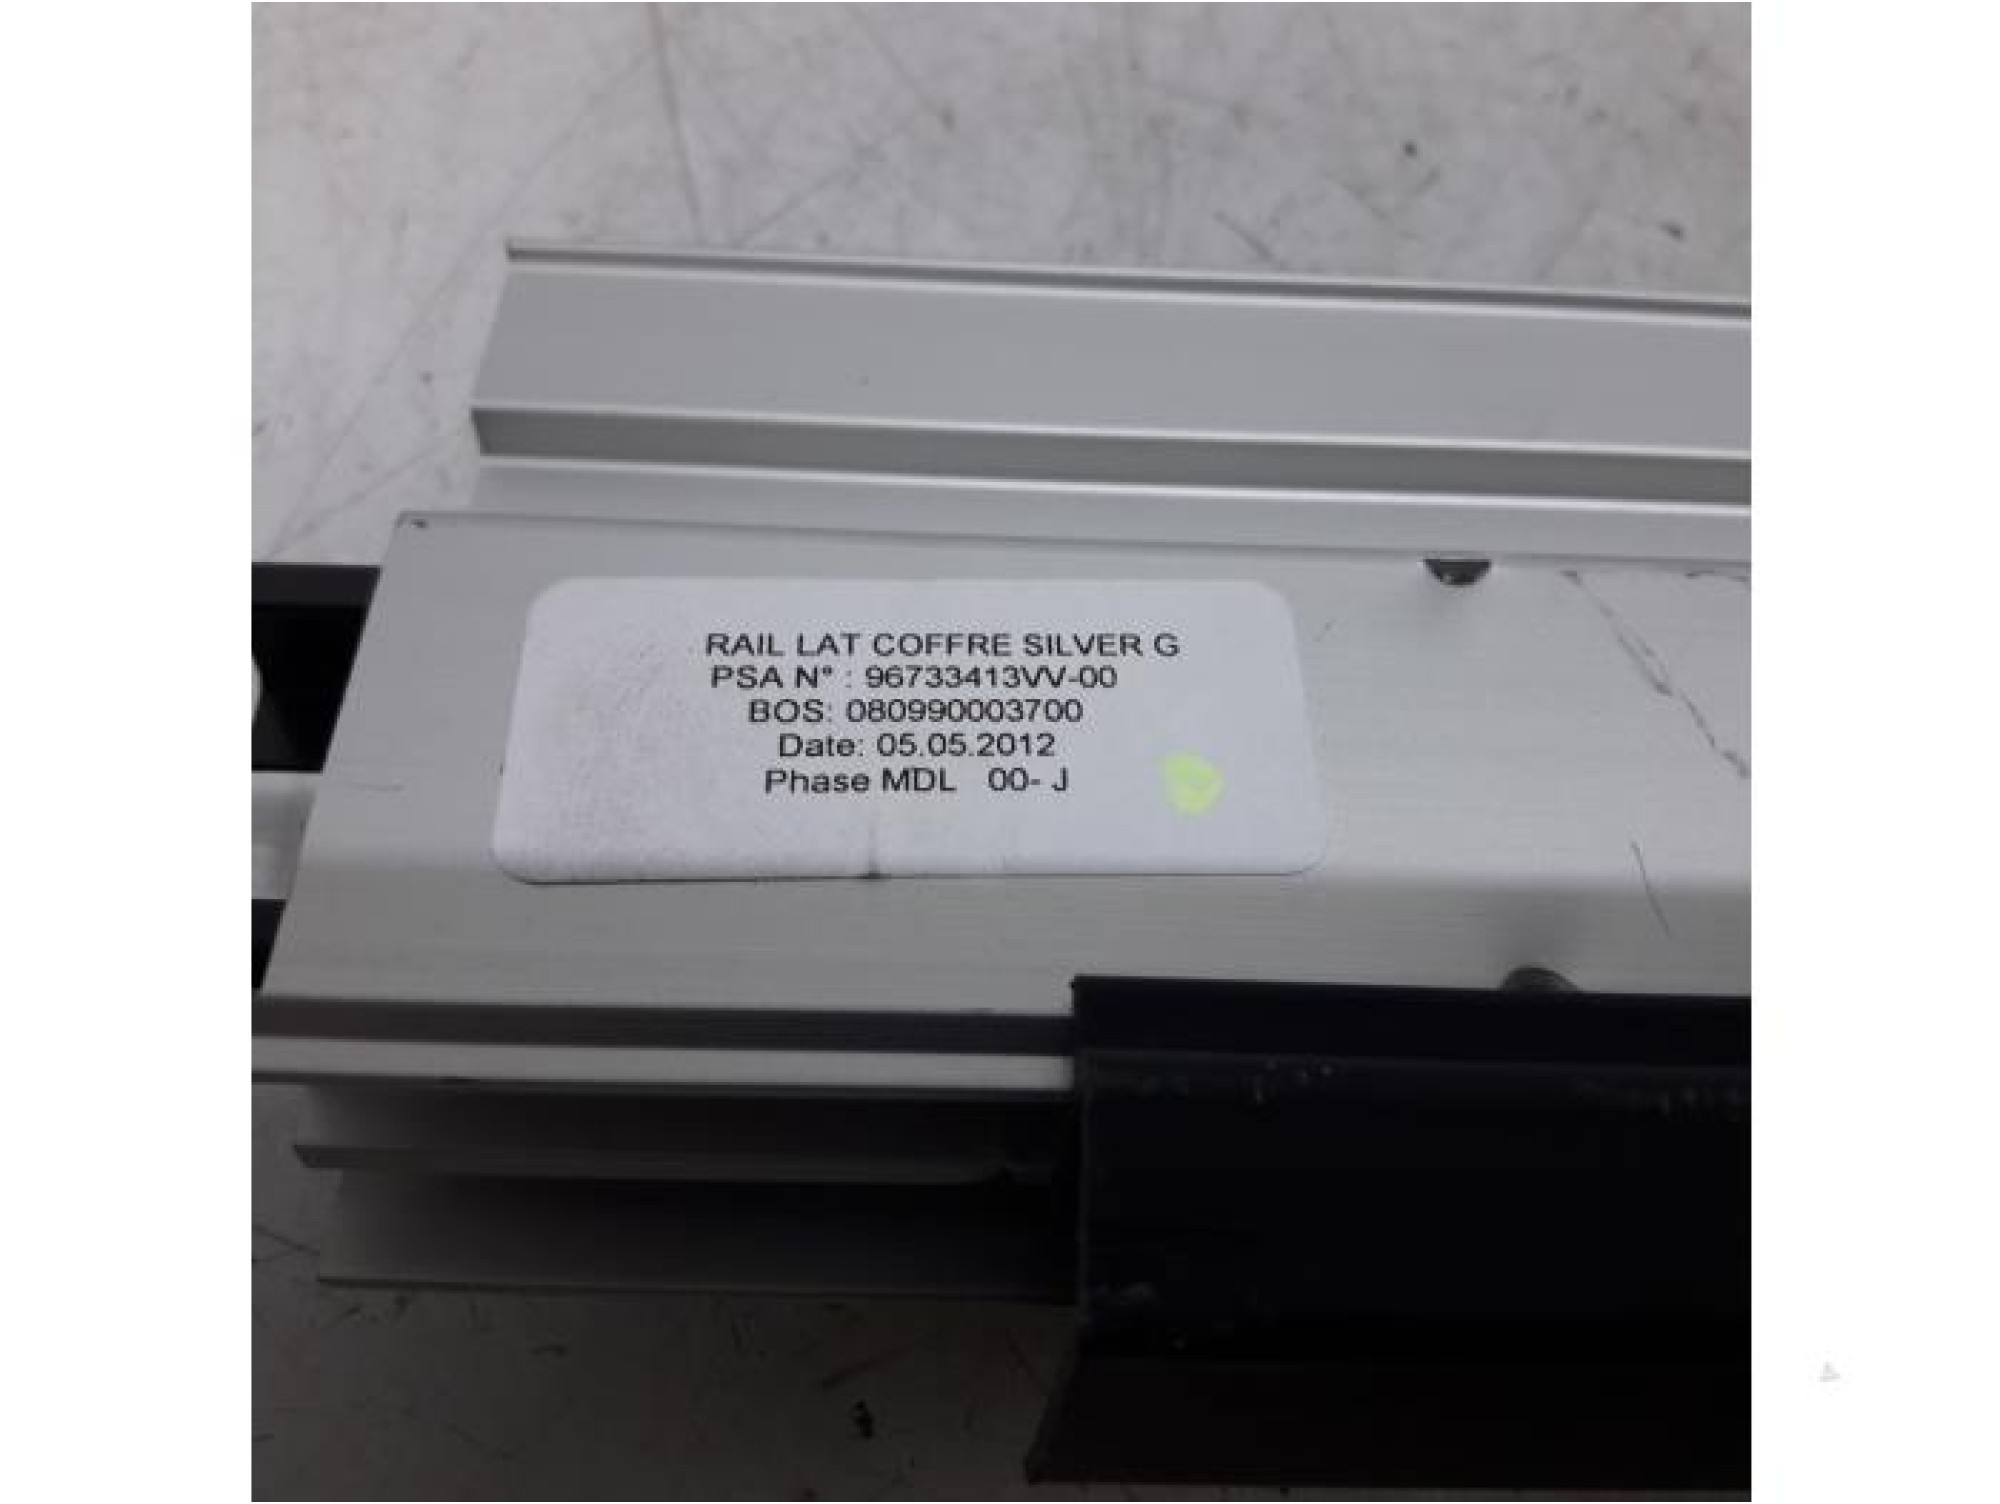 RAIL LAT COFFRE SILVER G
PSA N° : 96733413VV-00
BOS: 080990003700
Date: 05.05.2012
Phase MDL 00- J